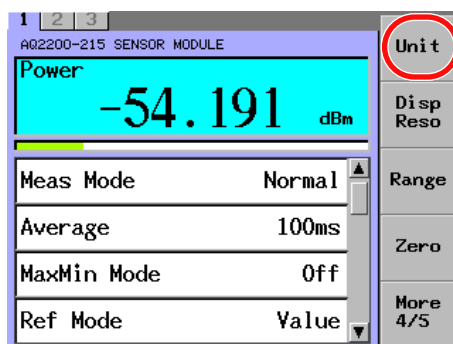 1 2 3
AQ2200-215 SENSOR MODULE
Power
-54.191 dBm
Meas Mode Normal
Average 100ms
MaxMin Mode Off
Ref Mode Value
Unit
Disp
Reso
Range
Zero
More
4/5